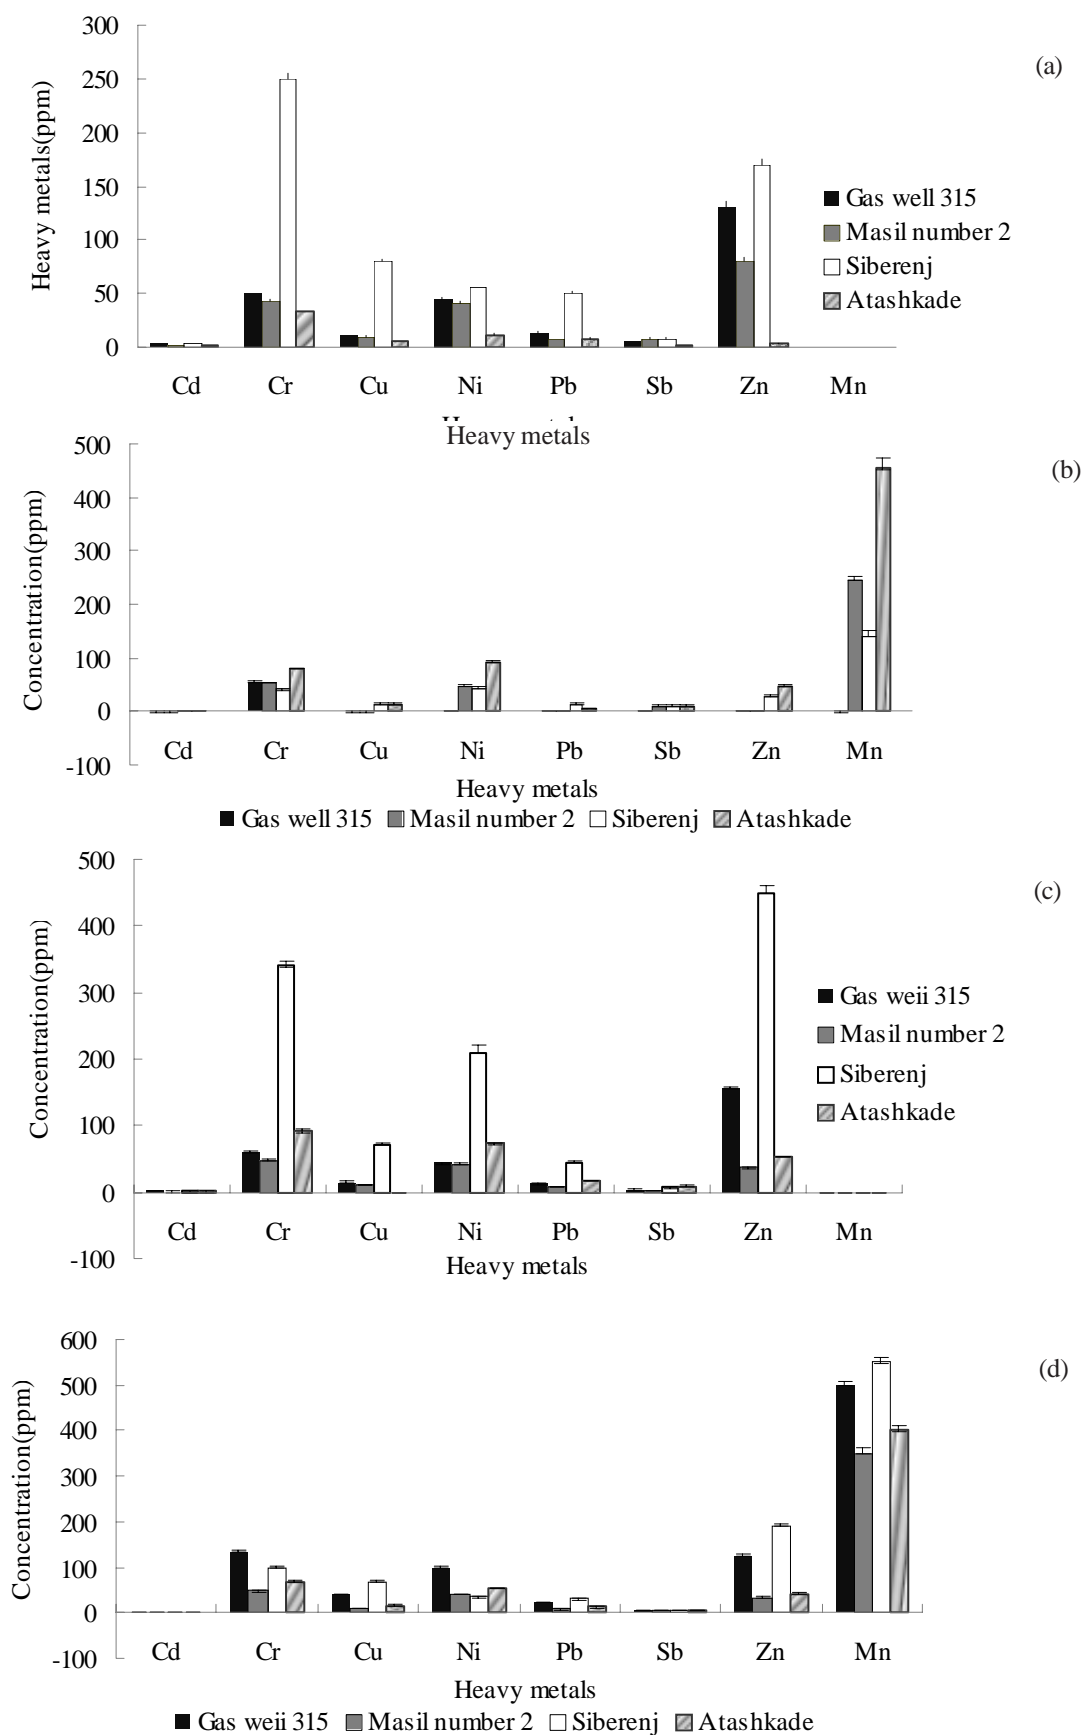 300
(a)
250
200
150
100
50
0
Heavy metals(ppm)
Gas well 315
Masil number 2
Siberenj
Atashkade
Cd Cr Cu Ni Pb Sb Zn Mn
Heavy metals
Heavy metals
500
(b)
400
300
200
100
0
-100
Concentration(ppm)
Cd Cr Cu Ni Pb Sb Zn Mn
Heavy metals
Gas well 315 Masil number 2 Siberenj Atashkade
500
(c)
400
300
200
100
0
-100
Concentration(ppm)
Gas weii 315
Masil number 2
Siberenj
Atashkade
Cd Cr Cu Ni Pb Sb Zn Mn
Heavy metals
600
(d)
500
400
300
200
100
0
-100
Concentration(ppm)
Cd Cr Cu Ni Pb Sb Zn Mn
Heavy metals
Gas weii 315 Masil number 2 Siberenj Atashkade